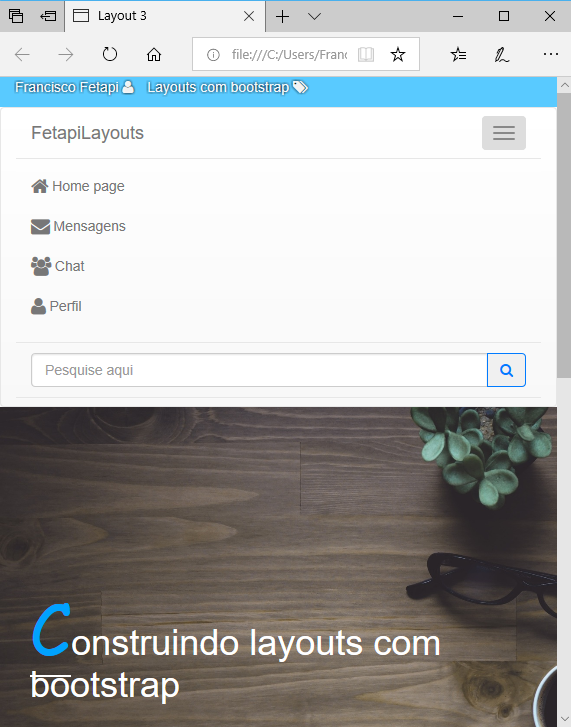 Layout 3
file:///C:/Users/Franc
Francisco Fetapi Layouts com bootstrap
FetapiLayouts
Home page
Mensagens
Chat
Perfil
Pesquise aqui
Construindo layouts com
bootstrap